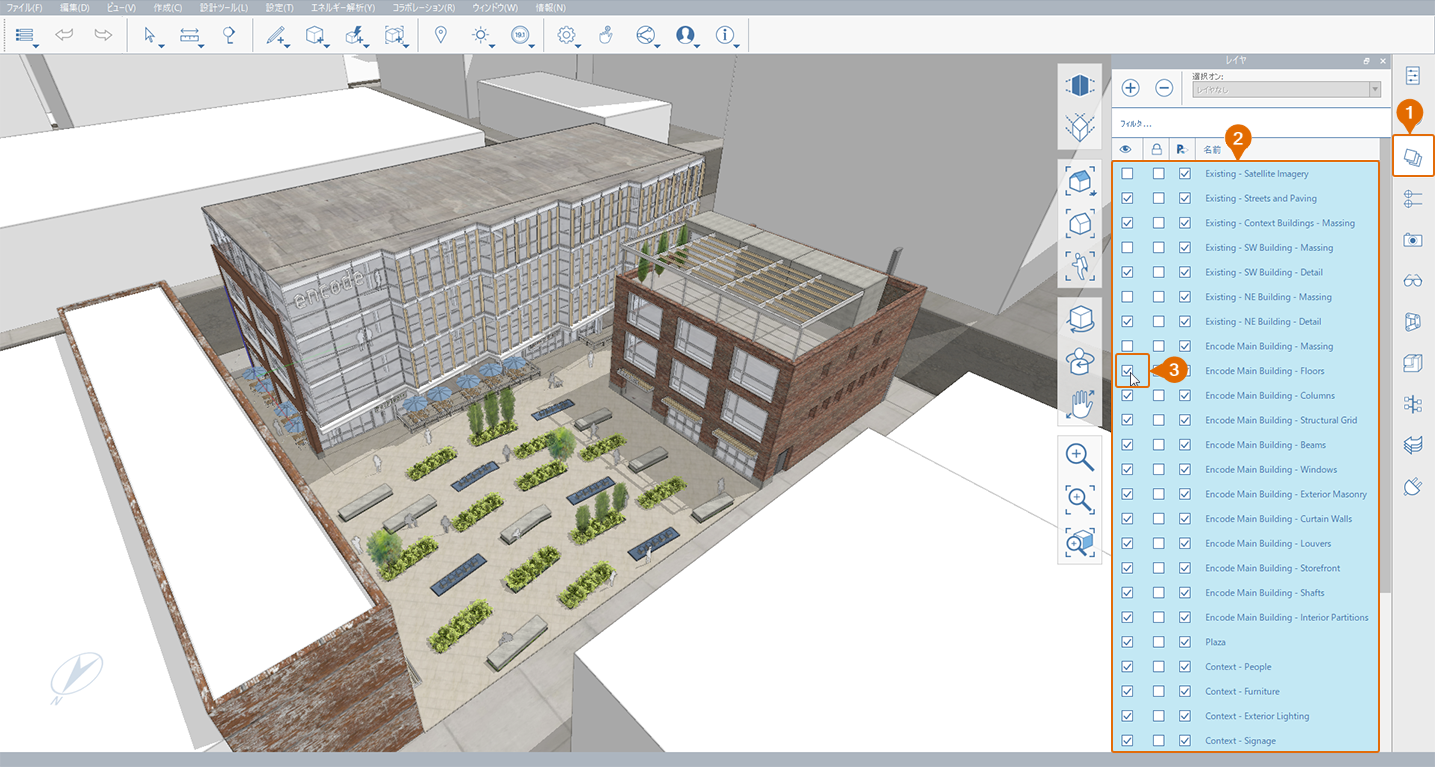 ファイル(F) 編集(D) ビュー(V) 作成(C) 設計ツール(L) 設定(T) エネルギー解析(Y) コラボレーション(R) ウィンドウ(W) 情報(N)
191
レイヤ
選択オン:
レイヤなし
フィルタ...
1
2
名前
Existing - Satellite Imagery
Existing - Streets and Paving
Existing - Context Buildings - Massing
Existing - SW Building - Massing
Existing - SW Building - Detail
Existing - NE Building - Massing
Existing - NE Building - Detail
Encode Main Building - Massing
Encode Main Building - Floors
3
Encode Main Building - Columns
Encode Main Building - Structural Grid
Encode Main Building - Beams
Encode Main Building - Windows
Encode Main Building - Exterior Masonry
Encode Main Building - Curtain Walls
Encode Main Building - Louvers
Encode Main Building - Storefront
Encode Main Building - Shafts
Encode Main Building - Interior Partitions
Plaza
Context - People
Context - Furniture
Context - Exterior Lighting
Context - Signage
encode
N